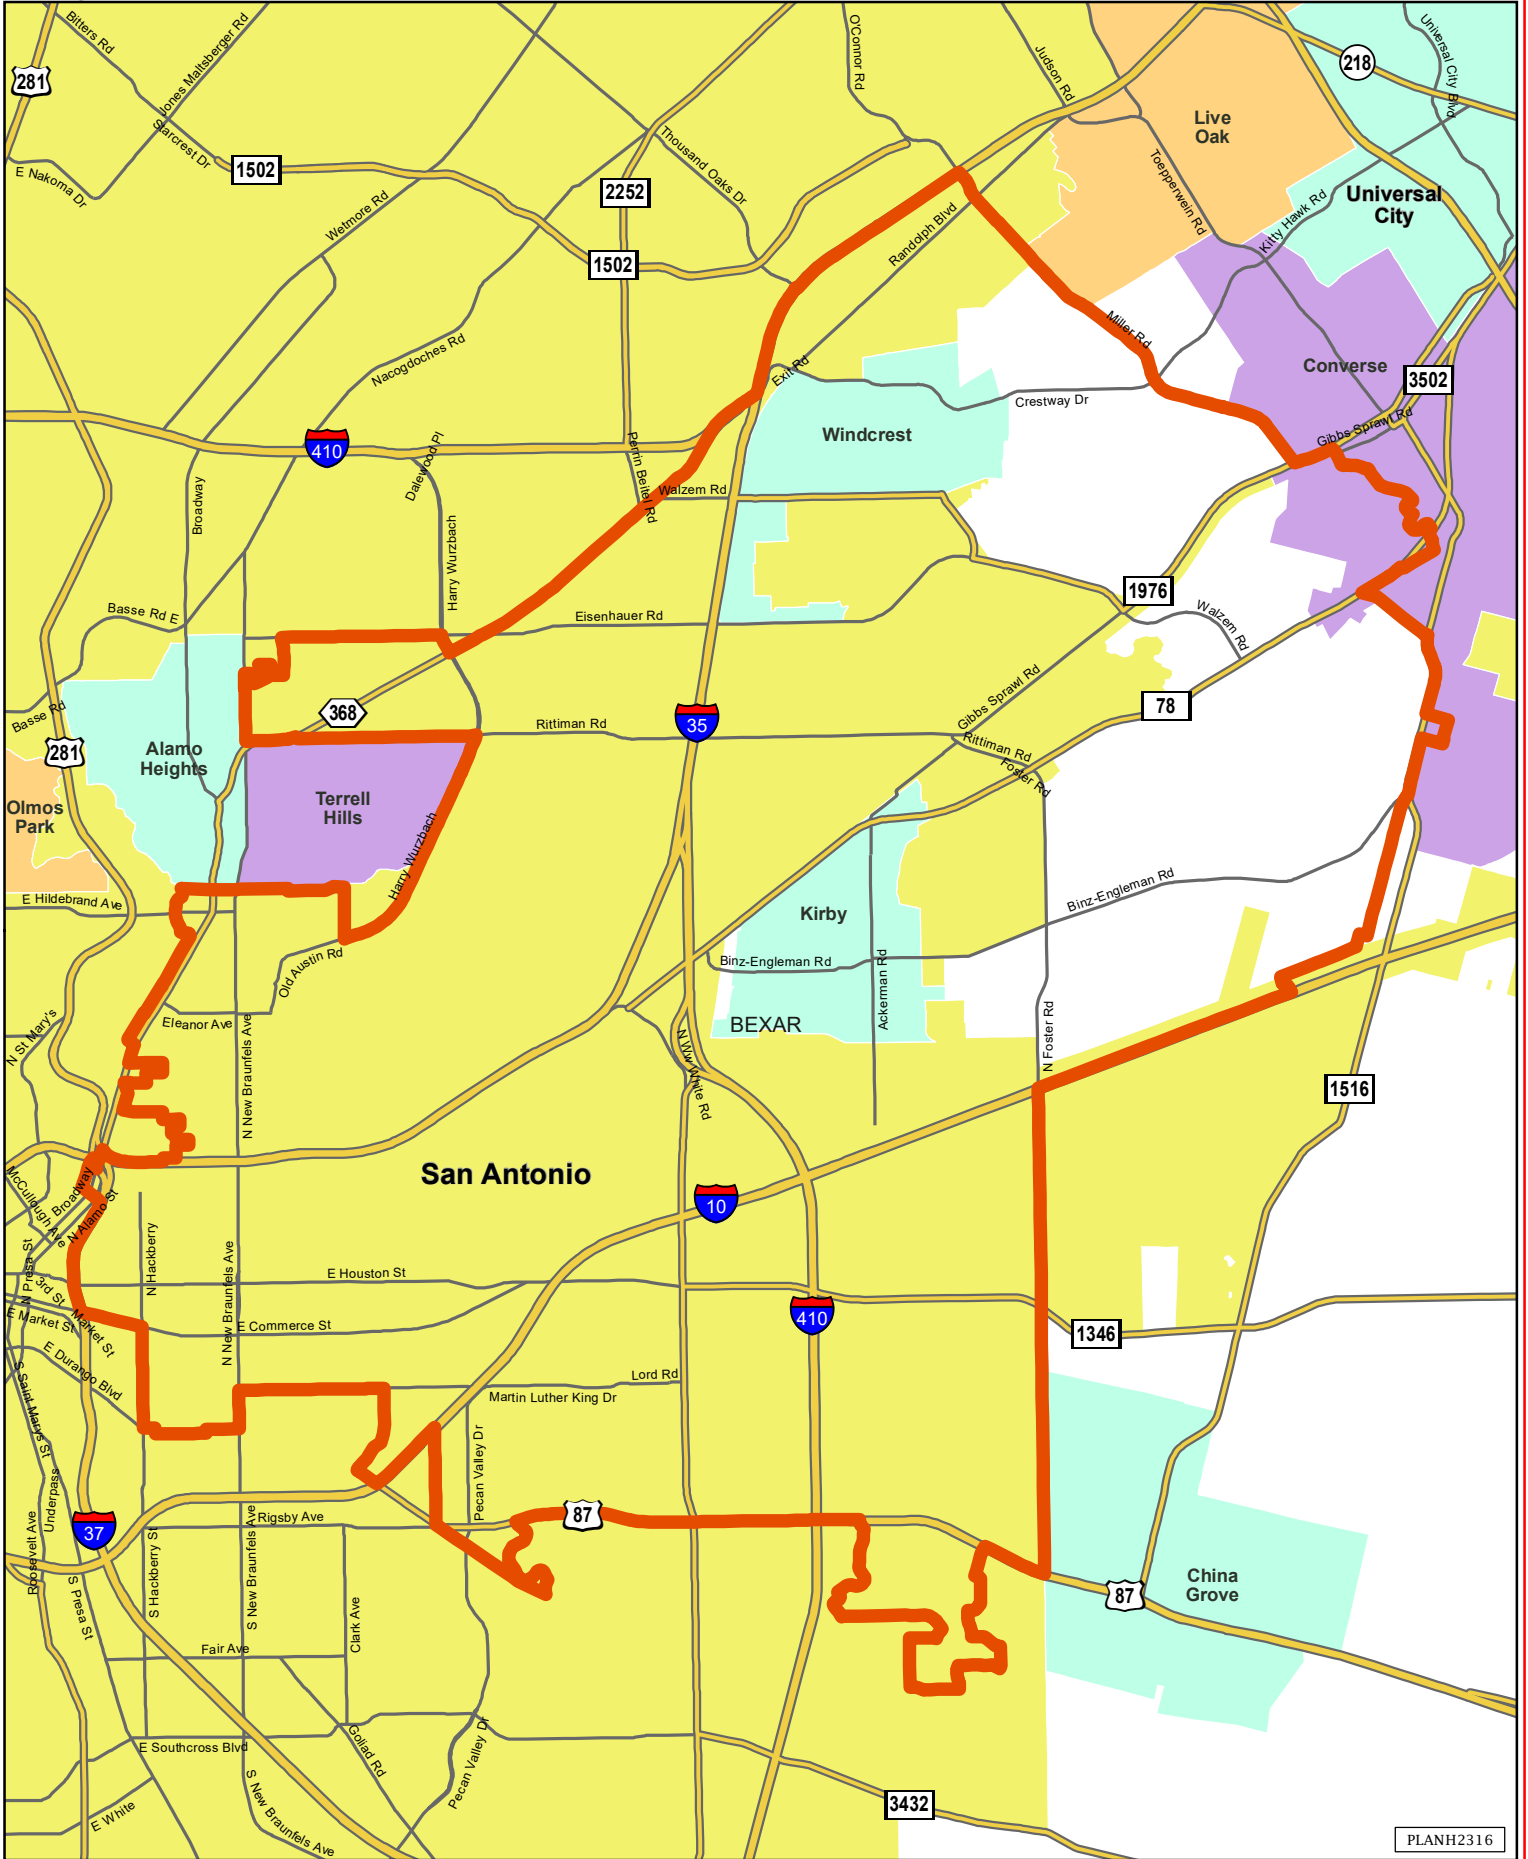 Bitters Rd
281
Jones Maltsberger Rd
Starcrest Dr
E Nakoma Dr
1502
Wetmore Rd
2252
Thousand Oaks Dr
1502
O'Connor Rd
Judson Rd
Live
Oak
218
Universal City Blvd
Toepperwein Rd
Universal
City
Kitty Hawk Rd
Randolph Blvd
Miller Rd
Nacogdoches Rd
Exit Rd
Crestway Dr
Converse
3502
Gibbs Sprawl Rd
Windcrest
410
Dalewood Pl
Perrin Beitel Rd
Walzem Rd
Broadway
Harry Wurzbach
Basse Rd E
Eisenhauer Rd
1976
Walzem Rd
Basse Rd
281
368
Alamo
Heights
Rittiman Rd
35
Gibbs Sprawl Rd
78
Rittiman Rd
Foster Rd
Olmos
Park
Terrell
Hills
Harry Wurzbach
E Hildebrand Ave
Kirby
Binz-Engleman Rd
Old Austin Rd
Binz-Engleman Rd
Ackerman Rd
BEXAR
N Foster Rd
Eleanor Ave
N St Mary's
N New Braunfels Ave
N Ww White Rd
1516
San Antonio
10
McCullough Ave
Broadway
N Alamo St
N Presa St
N Hackberry
N New Braunfels Ave
E Houston St
3rd St
Market St
E Market St
E Commerce St
410
1346
E Durango Blvd
S Saint Marys St
Lord Rd
Martin Luther King Dr
Pecan Valley Dr
Underpass
Roosevelt Ave
37
Rigsby Ave
87
S Hackberry St
S New Braunfels Ave
S Presa St
Clark Ave
Fair Ave
87
China
Grove
E Southcross Blvd
Goliad Rd
Pecan Valley Dr
S New Braunfels Ave
E White
3432
PLANH2316